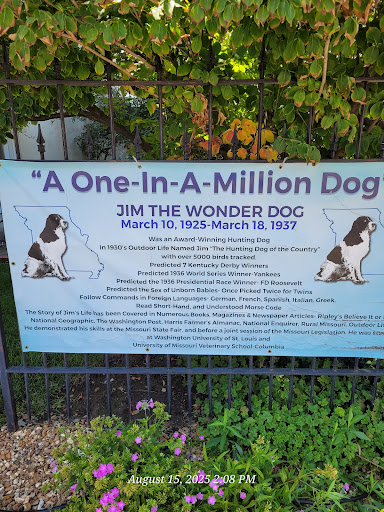 "A One-In-A-Million Dog"
JIM THE WONDER DOG
March 10, 1925-March 18, 1937
Was an Award-Winning Hunting Dog
In 1930's Outdoor Life Named Jim "The Hunting Dog of the Country"
with over 5000 birds tracked
Predicted 7 Kentucky Derby Winners
Predicted 1936 World Series Winner-Yankees
Predicted the 1936 Presidential Race Winner- FD Roosevelt
Predicted the Sex of Unborn Babies- Once Picked Twice for Twins
Follow Commands in Foreign Languages- German, French, Spanish, Italian, Greek,
Read Short-Hand, and Understood Morse Code
The Story of Jim's Life has been Covered in Numerous Books, Magazines & Newspaper Articles- Ripley's Believe It or
National Geographic, The Washington Post, Harris Farmer's Almanac, National Enquirer, Rural Missouri, Outdoor
He demonstrated his skills at the Missouri State Fair, and before a Joint Session of the Missouri Legislation. He was
at Washington University of St. Louis and
University of Missouri Veterinary School-Columbia
August 15, 2025 2:08 PM